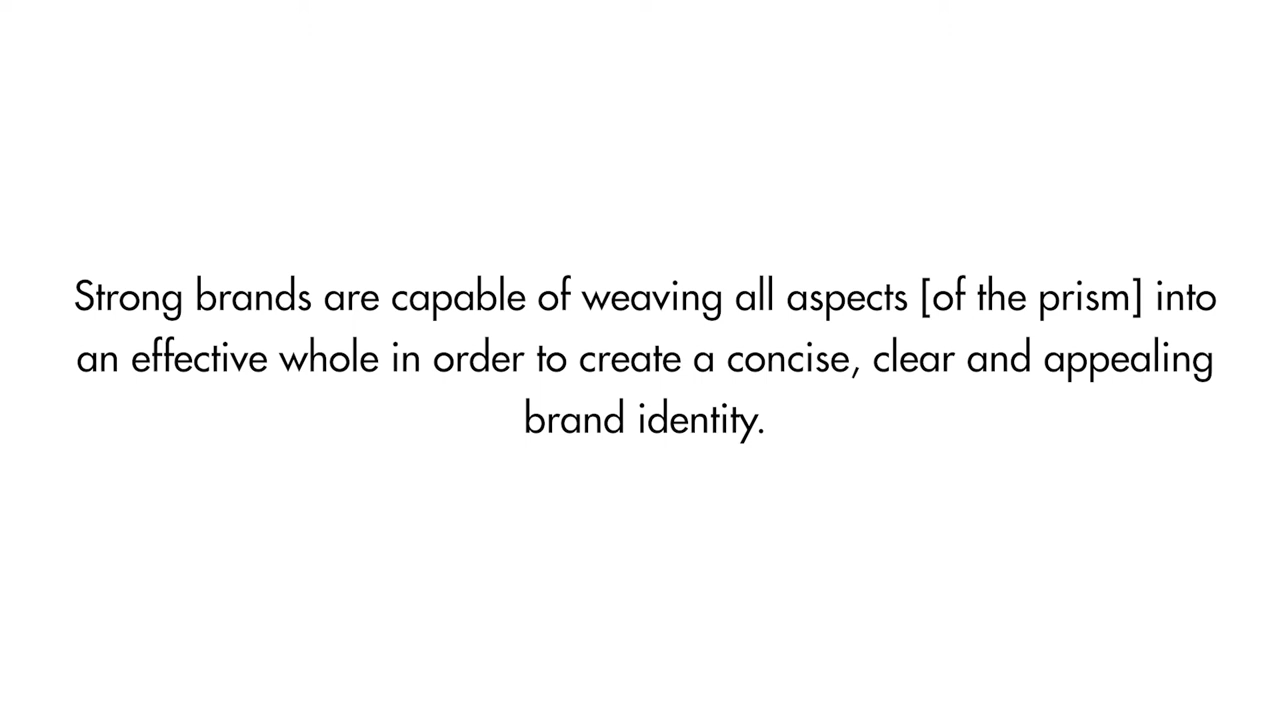 Strong brands are capable of weaving all aspects [of the prism] into
an effective whole in order to create a concise, clear and appealing
brand identity.